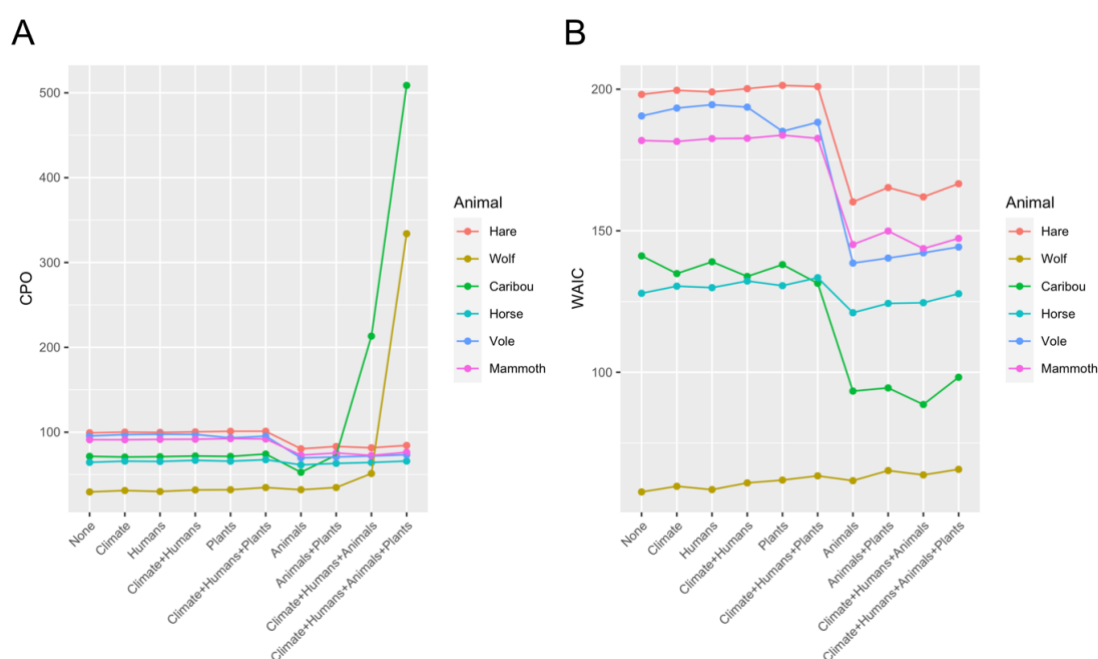 A
CPO
500
400
300
200
100
None
Climate
Humans
Climate+Humans
Plants
Climate+Humans+Plants
Animals
Animals+Plants
Climate+Humans+Animals
Climate+Humans+Animals+Plants
Animal
Hare
Wolf
Caribou
Horse
Vole
Mammoth
B
WAIC
200
150
100
None
Climate
Humans
Climate+Humans
Plants
Climate+Humans+Plants
Animals
Animals+Plants
Climate+Humans+Animals
Climate+Humans+Animals+Plants
Animal
Hare
Wolf
Caribou
Horse
Vole
Mammoth